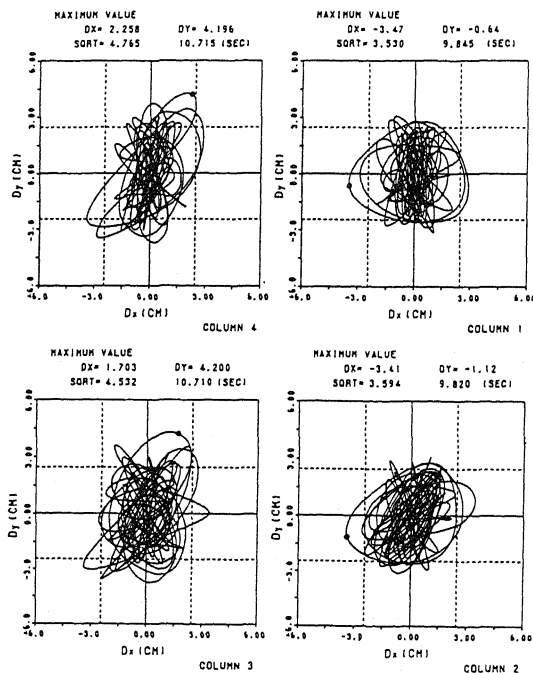 MAXIMUM VALUE
DX= 2.258 DY= 4.196
SQRT= 4.765 10.715 (SEC)
6.00
3.00
0.00
-3.0
-6.0
Dy (CM)
-6.0 -3.0 0.00 3.00 6.00
Dx (CM)
COLUMN 4
MAXIMUM VALUE
DX= -3.47 DY= -0.64
SQRT= 3.530 9.845 (SEC)
6.00
3.00
0.00
-3.0
-6.0
Dy (CM)
-6.0 -3.0 0.00 3.00 6.00
Dx (CM)
COLUMN 1
MAXIMUM VALUE
DX= 1.703 DY= 4.200
SQRT= 4.532 10.710 (SEC)
6.00
3.00
0.00
-3.0
-6.0
Dy (CM)
-6.0 -3.0 0.00 3.00 6.00
Dx (CM)
COLUMN 3
MAXIMUM VALUE
DX= -3.41 DY= -1.12
SQRT= 3.594 9.820 (SEC)
6.00
3.00
0.00
-3.0
-6.0
Dy (CM)
-6.0 -3.0 0.00 3.00 6.00
Dx (CM)
COLUMN 2